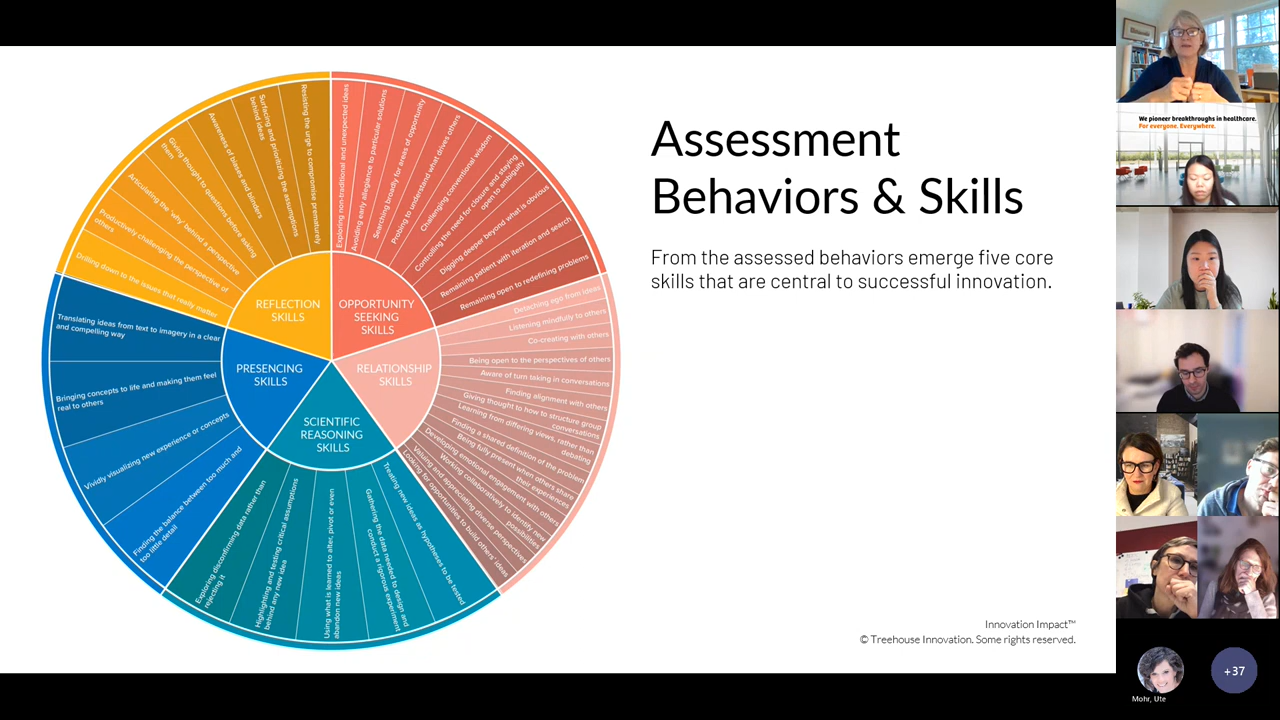 Assessment
Behaviors & Skills
From the assessed behaviors emerge five core
skills that are central to successful innovation.
OPPORTUNITY
SEEKING
SKILLS
Exploring non-traditional and unexpected ideas
Avoiding early allegiance to particular solutions
Searching broadly for areas of opportunity
Probing to understand what drives others
Challenging conventional wisdom
Controlling the need for closure and staying
open to ambiguity
Digging deeper beyond what is obvious
Remaining patient with iteration and search
Remaining open to redefining problems
RELATIONSHIP
SKILLS
Detaching ego from ideas
Listening mindfully to others
Co-creating with others
Being open to the perspectives of others
Aware of turn taking in conversations
Finding alignment with others
Giving thought to how to structure group
conversations
Learning from differing views, rather than
debating
Finding a shared definition of the problem
Being fully present when others share
their experiences
Developing emotional engagement with others
Working collaboratively to identify new
possibilities
Valuing and appreciating diverse perspectives
Looking for opportunities to build others' ideas
SCIENTIFIC
REASONING
SKILLS
Treating new ideas as hypotheses to be tested
Gathering the data needed to design and
conduct a rigorous experiment
Using what is learned to alter, pivot or even
abandon new ideas
Highlighting and testing critical assumptions
behind any new idea
Exploring disconfirming data rather than
rejecting it
PRESENCING
SKILLS
Finding the balance between too much and
too little detail
Vividly visualizing new experience or concepts
Bringing concepts to life and making them feel
real to others
Translating ideas from text to imagery in a clear
and compelling way
REFLECTION
SKILLS
Drilling down to the issues that really matter
Productively challenging the perspective of
others
Articulating the 'why' behind a perspective
Giving thought to questions before asking
them
Awareness of biases and blinders
Surfacing and prioritizing the assumptions
behind ideas
Resisting the urge to compromise prematurely
Innovation Impact™
© Treehouse Innovation. Some rights reserved.
We pioneer breakthroughs in healthcare.
For everyone. Everywhere.
Mohr, Ute
+37